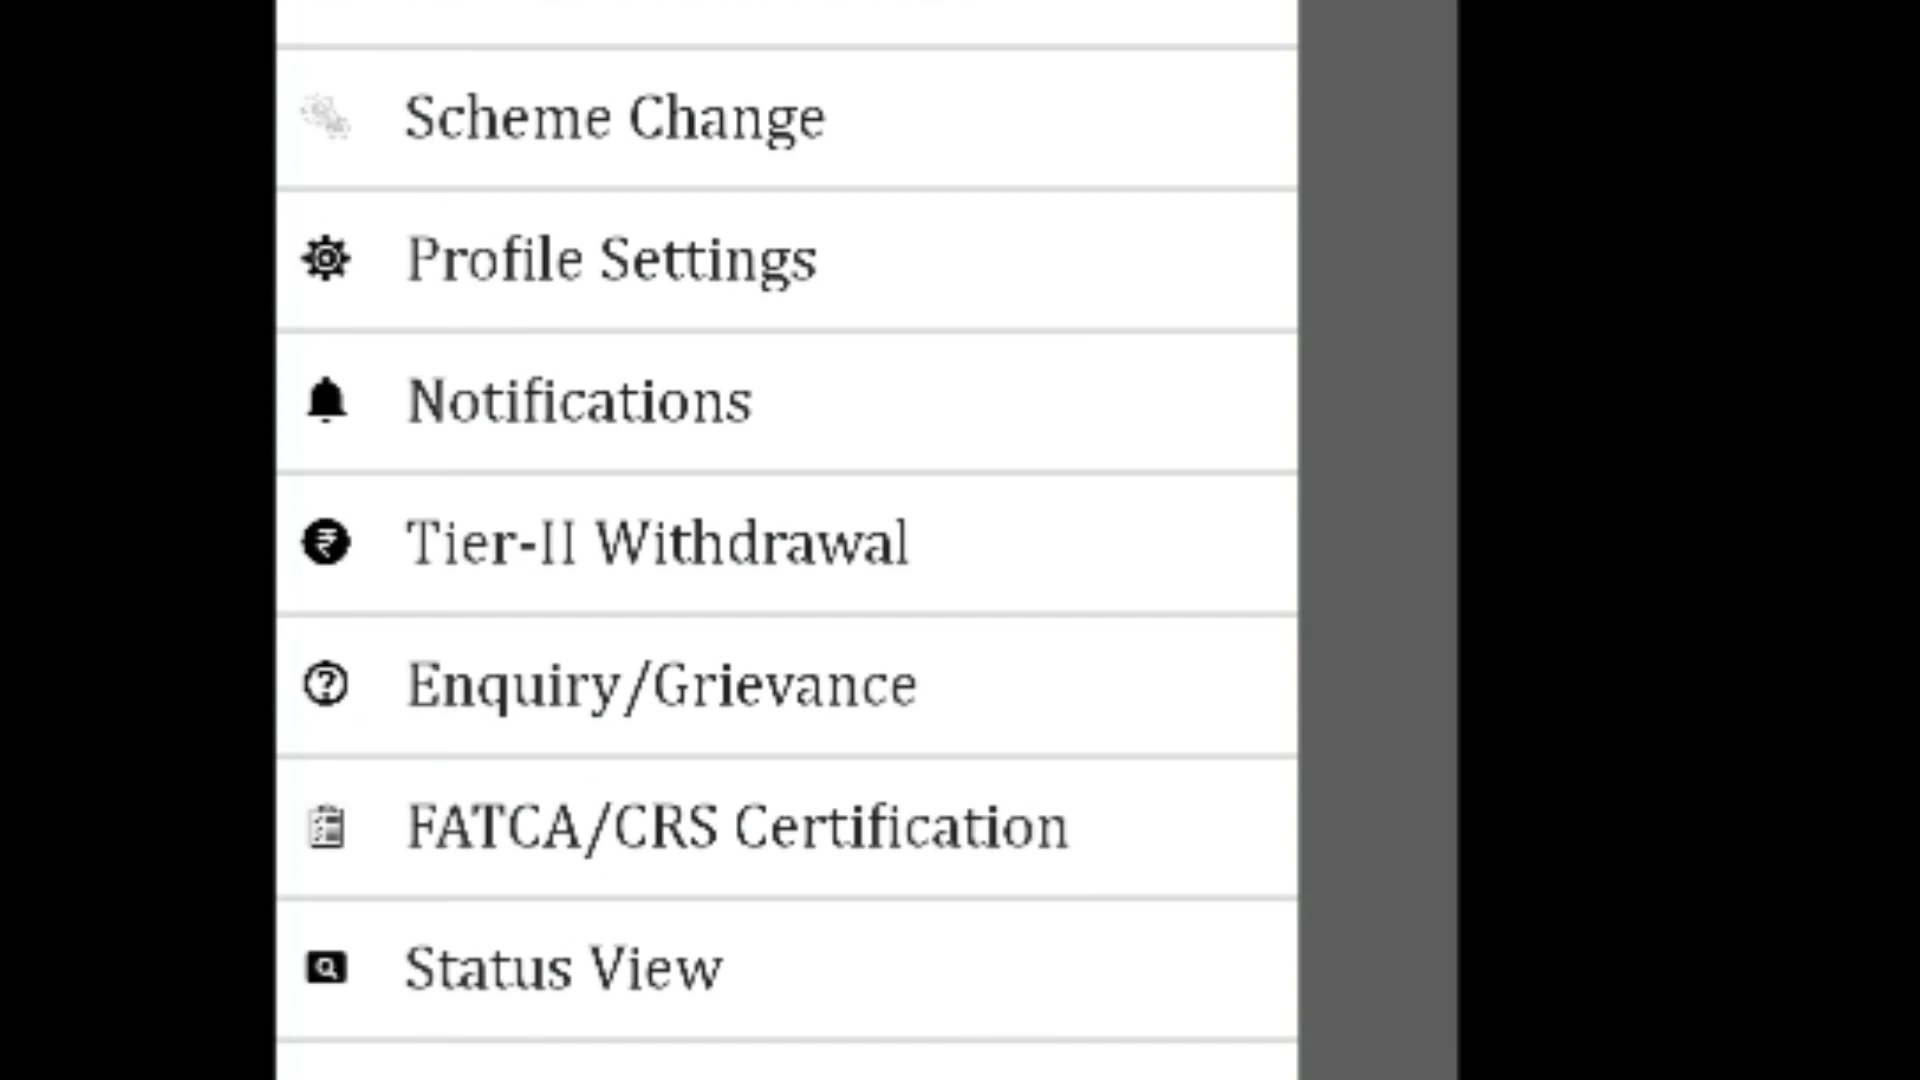 Scheme Change
Profile Settings
Notifications
Tier-II Withdrawal
Enquiry/Grievance
FATCA/CRS Certification
Status View